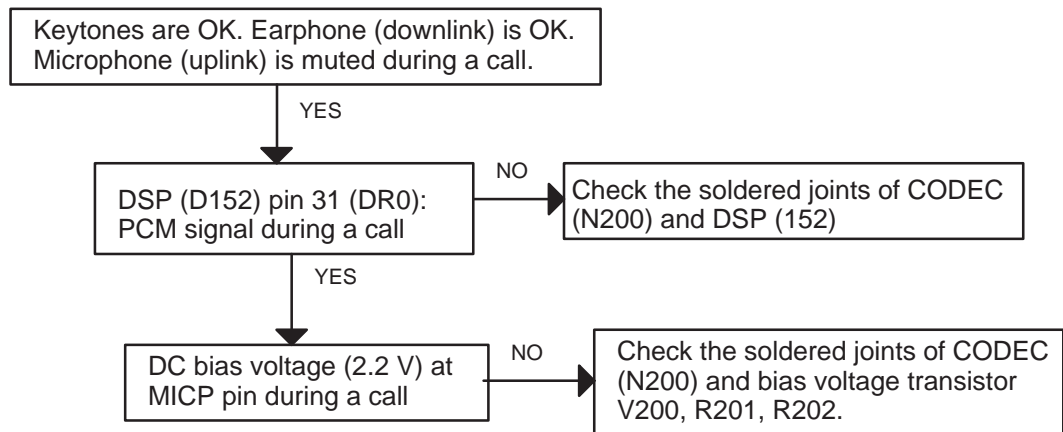 Keytones are OK. Earphone (downlink) is OK.
Microphone (uplink) is muted during a call.
YES
DSP (D152) pin 31 (DR0):
PCM signal during a call
NO
Check the soldered joints of CODEC
(N200) and DSP (152)
YES
DC bias voltage (2.2 V) at
MICP pin during a call
NO
Check the soldered joints of CODEC
(N200) and bias voltage transistor
V200, R201, R202.